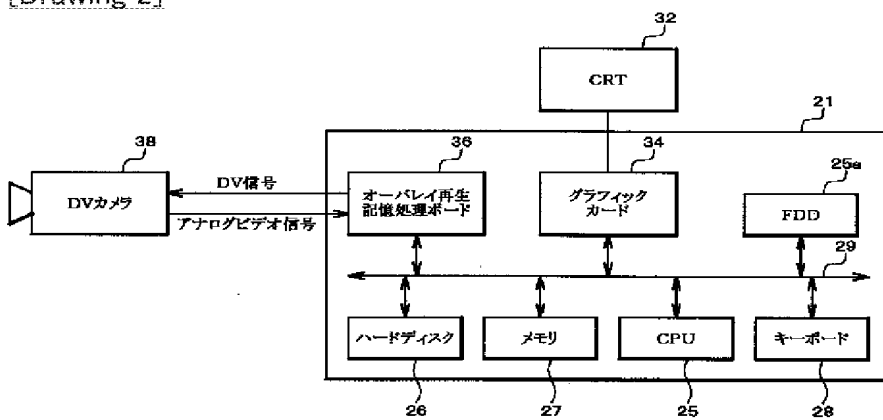 [Drawing 2]
32
CRT
21
38
36
34
25a
DVカメラ
DV信号
アナログビデオ信号
オーバレイ再生
記憶処理ボード
グラフィック
カード
FDD
29
ハードディスク
メモリ
CPU
キーボード
26
27
25
28